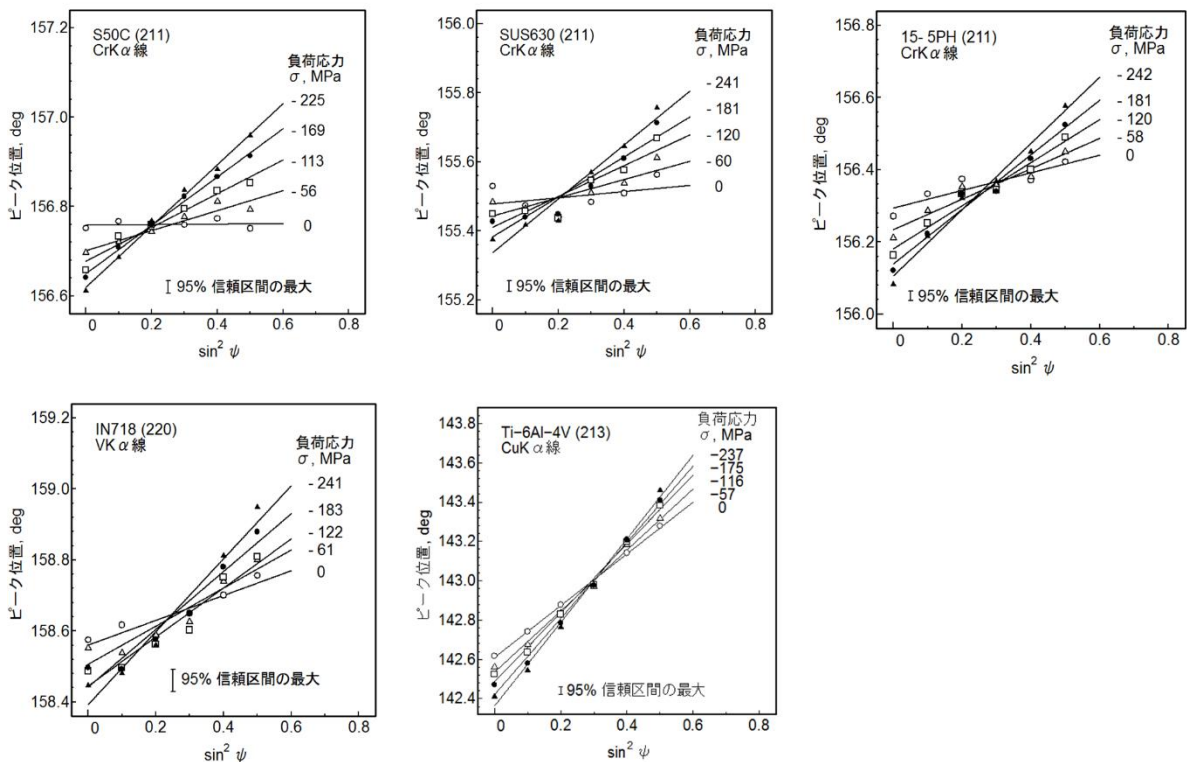 S50C (211)
CrKα線
負荷応力
σ, MPa
- 225
- 169
- 113
- 56
0
157.2
157.0
156.8
156.6
ピーク位置, deg
95% 信頼区間の最大
0 0.2 0.4 0.6 0.8
sin² ψ
SUS630 (211)
CrKα線
負荷応力
σ, MPa
- 241
- 181
- 120
- 60
0
156.0
155.8
155.6
155.4
155.2
ピーク位置, deg
95% 信頼区間の最大
0 0.2 0.4 0.6 0.8
sin² ψ
15- 5PH (211)
CrKα線
負荷応力
σ, MPa
- 242
- 181
- 120
- 58
0
156.8
156.6
156.4
156.2
156.0
ピーク位置, deg
95% 信頼区間の最大
0 0.2 0.4 0.6 0.8
sin² ψ
IN718 (220)
VKα線
負荷応力
σ, MPa
- 241
- 183
- 122
- 61
0
159.2
159.0
158.8
158.6
158.4
ピーク位置, deg
95% 信頼区間の最大
0 0.2 0.4 0.6 0.8
sin² ψ
Ti−6Al−4V (213)
CuKα線
負荷応力
σ, MPa
−237
−175
−116
−57
0
143.8
143.6
143.4
143.2
143.0
142.8
142.6
142.4
ピーク位置, deg
95% 信頼区間の最大
0 0.2 0.4 0.6 0.8
sin² ψ